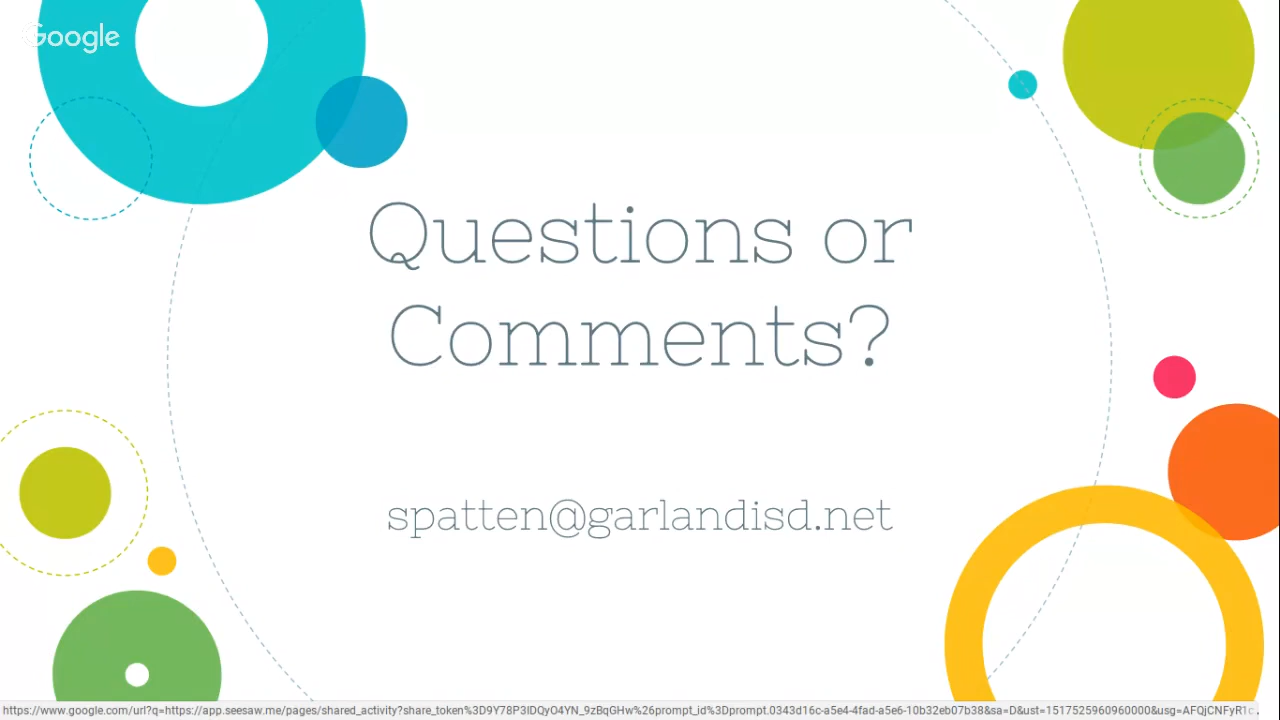 Google
Questions or
Comments?
spatten@garlandisd.net
https://www.google.com/url?q=https://app.seesaw.me/pages/shared_activity?share_token%3D9Y78P3IDQyO4YN_9zBqGHw%26prompt_id%3Dprompt.0343d16c-a5e4-4fad-a5e6-10b32eb07b38&sa=D&ust=1517525960960000&usg=AFQjCNFyR1c